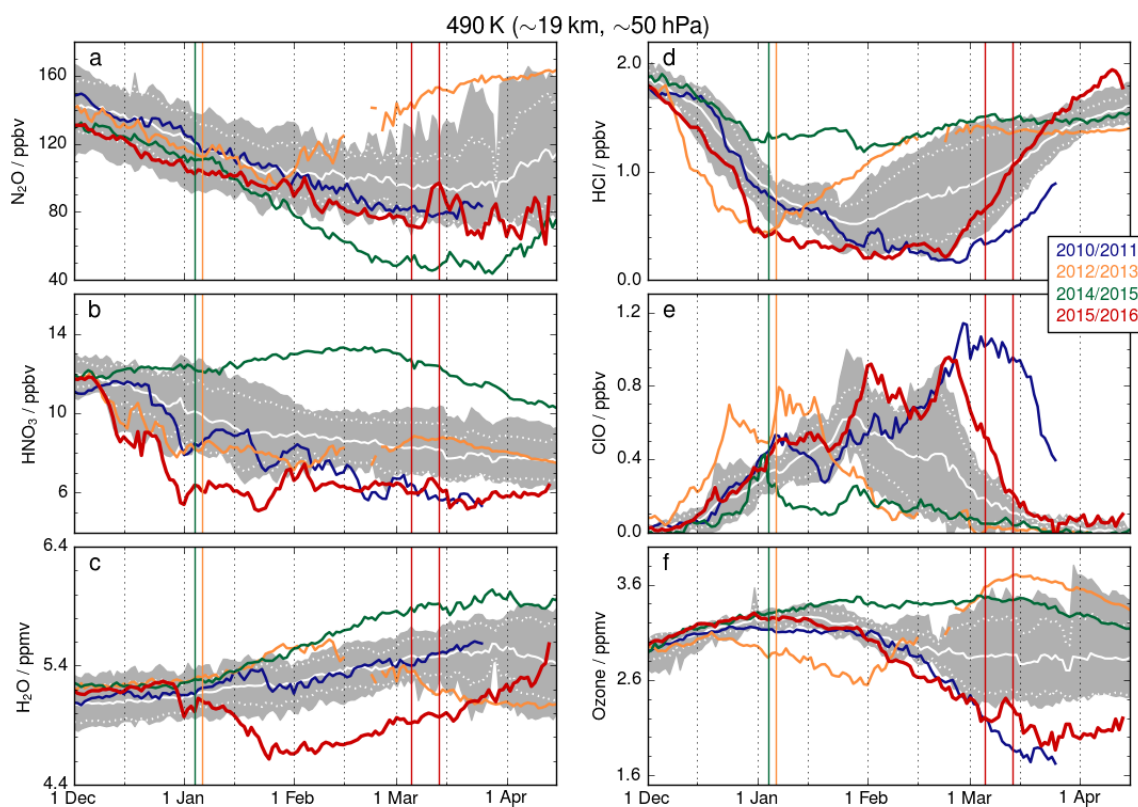 490 K (~19 km, ~50 hPa)
a
N₂O / ppbv
160
120
80
40
b
HNO₃ / ppbv
14
10
6
c
H₂O / ppmv
6.4
5.4
4.4
1 Dec
1 Jan
1 Feb
1 Mar
1 Apr
d
HCl / ppbv
2.0
1.0
0.0
2010/2011
2012/2013
2014/2015
2015/2016
e
ClO / ppbv
1.2
0.8
0.4
0.0
f
Ozone / ppmv
3.6
2.6
1.6
1 Dec
1 Jan
1 Feb
1 Mar
1 Apr